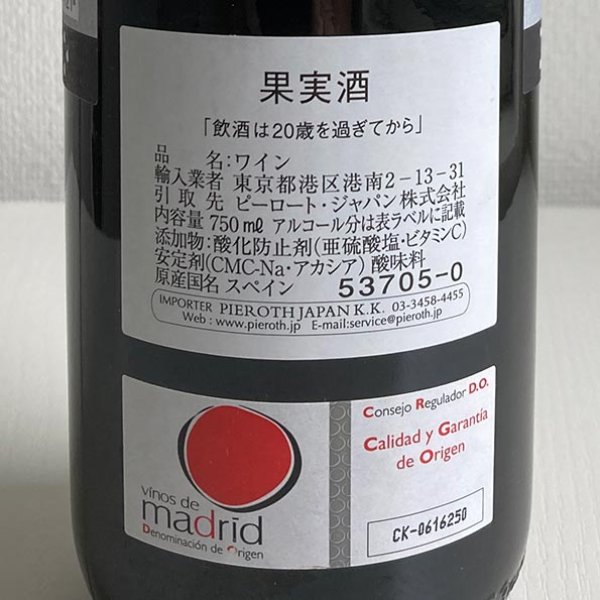 果実酒
「飲酒は20歳を過ぎてから」
品　名:ワイン
輸入業者 東京都港区港南2-13-31
引取先 ピーロート・ジャパン株式会社
内容量 750㎖ アルコール分は表ラベルに記載
添加物:酸化防止剤(亜硫酸塩・ビタミンC)
安定剤(CMC-Na・アカシア) 酸味料
原産国名 スペイン 53705-0
IMPORTER PIEROTH JAPAN K.K. 03-3458-4455
Web : www.pieroth.jp E-mail:service@pieroth.jp
vinos de
madrid
Denominación de Origen
Consejo Regulador D.O.
Calidad y Garantía
de Origen
CK-0616250